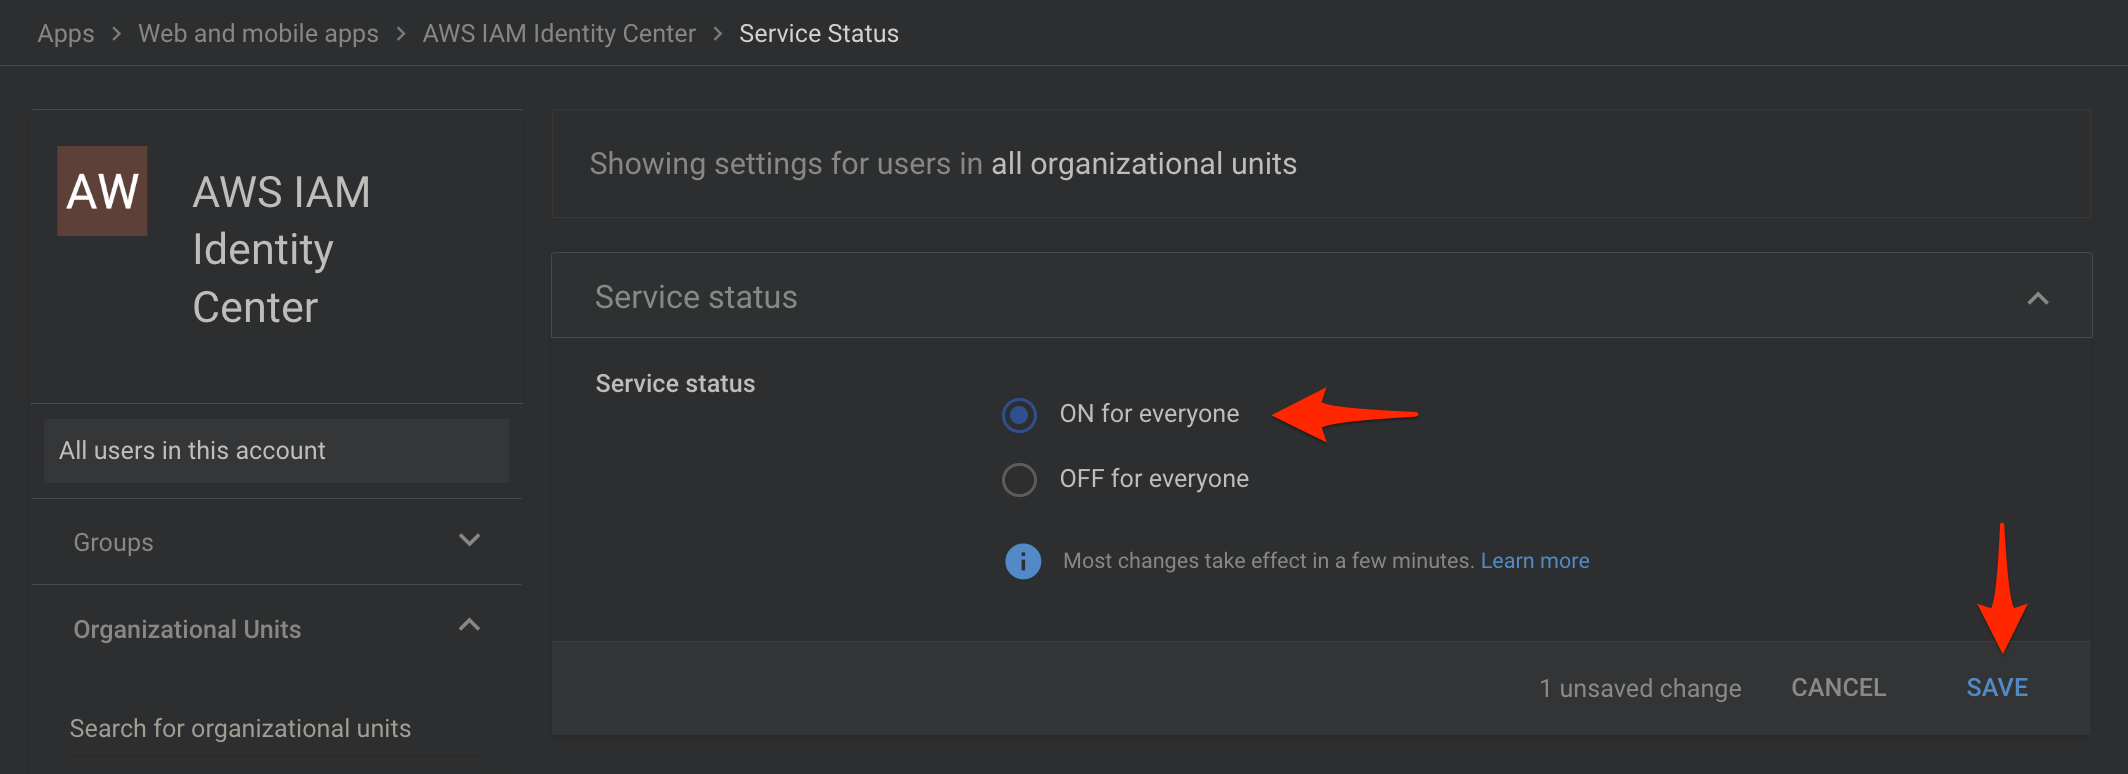 Apps > Web and mobile apps > AWS IAM Identity Center > Service Status
AW
AWS IAM
Identity
Center
All users in this account
Groups
Organizational Units
Search for organizational units
Showing settings for users in all organizational units
Service status
Service status
ON for everyone
OFF for everyone
i Most changes take effect in a few minutes. Learn more
1 unsaved change CANCEL SAVE